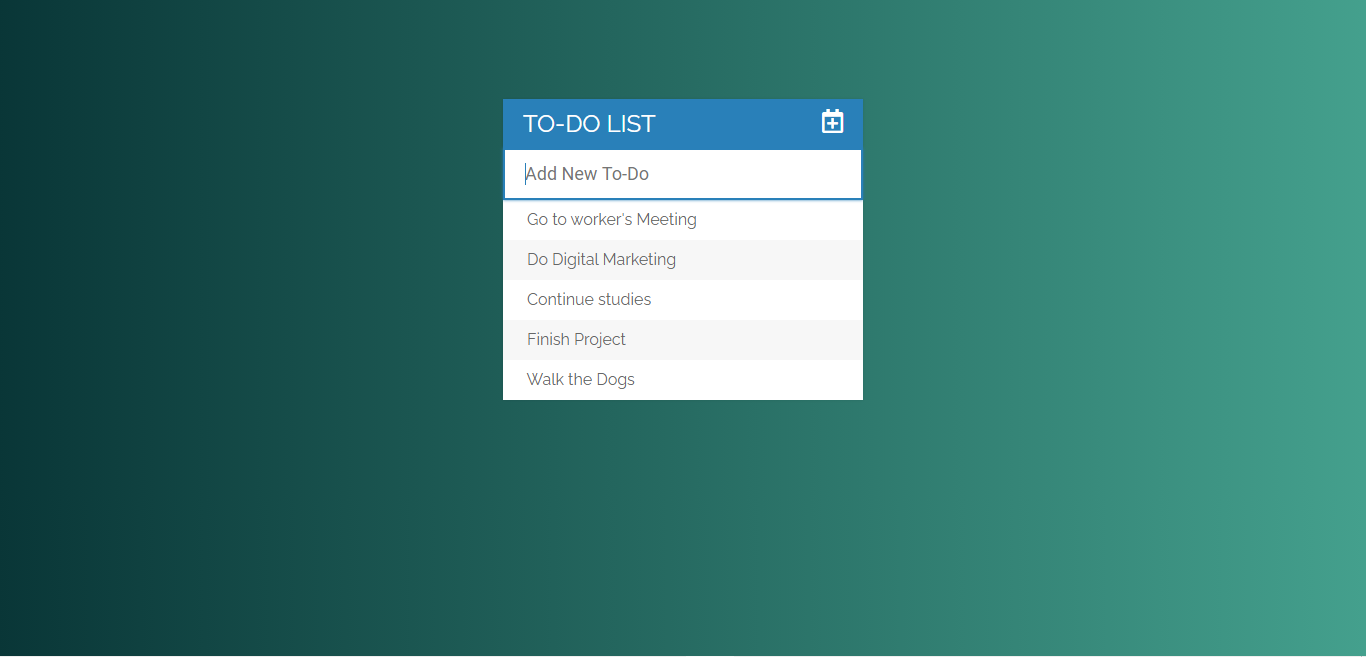 TO-DO LIST
Add New To-Do
Go to worker's Meeting
Do Digital Marketing
Continue studies
Finish Project
Walk the Dogs